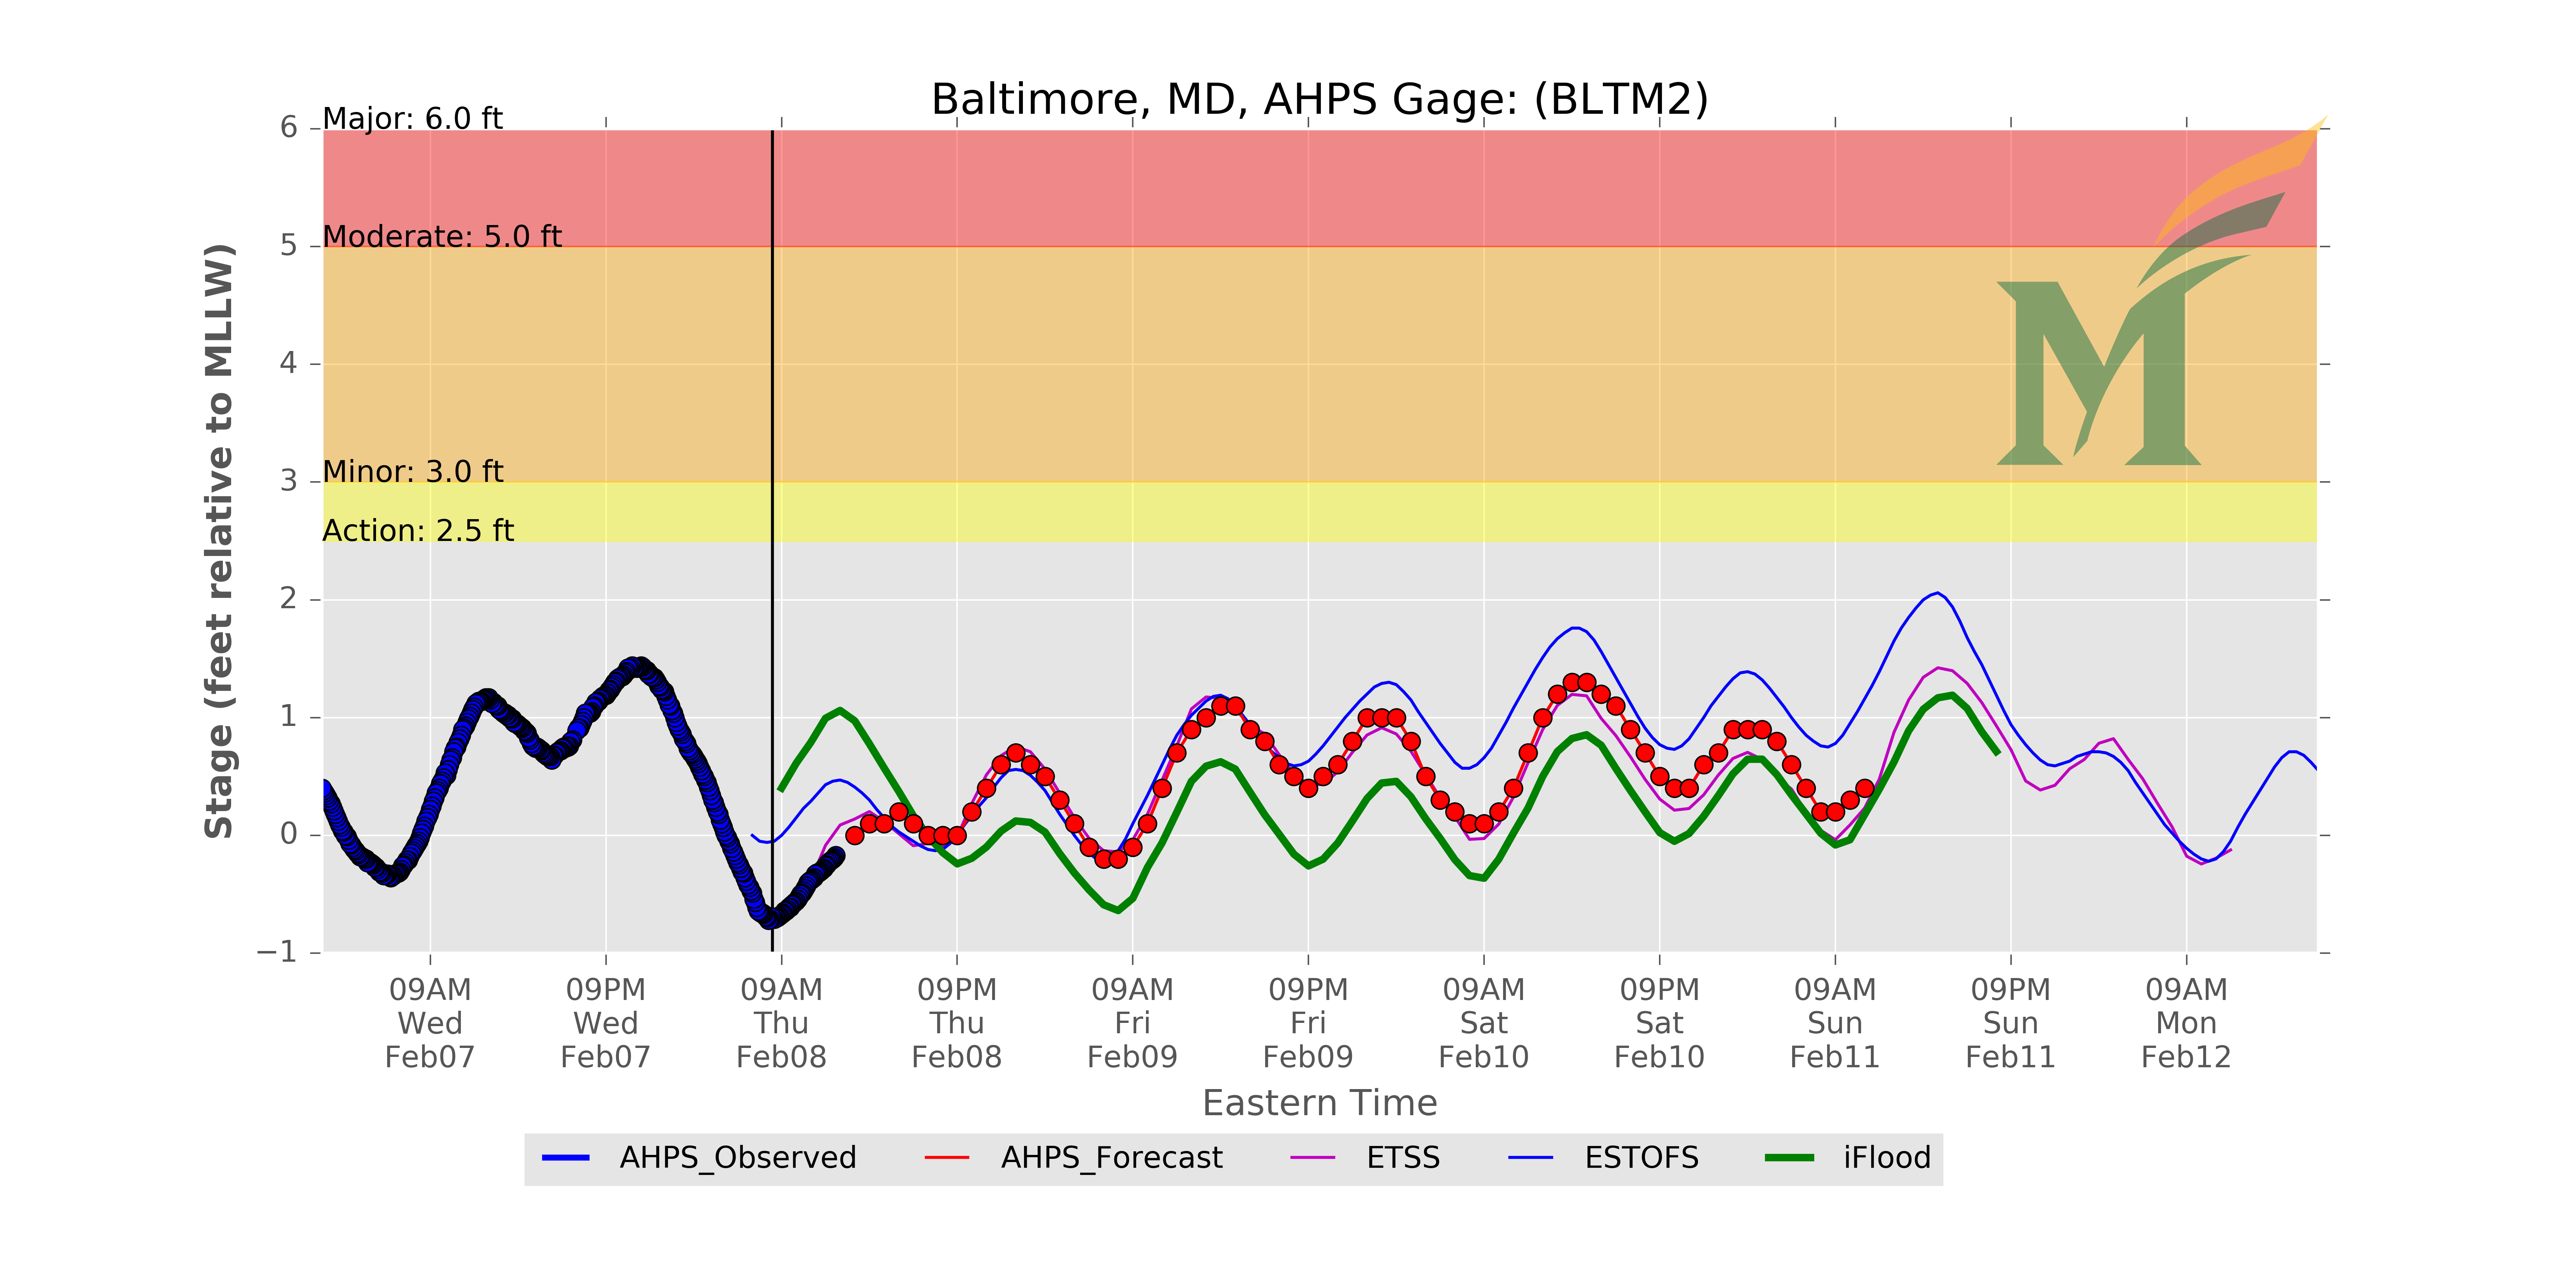 Baltimore, MD, AHPS Gage: (BLTM2)
Major: 6.0 ft
Moderate: 5.0 ft
Minor: 3.0 ft
Action: 2.5 ft
6
5
4
3
2
1
0
−1
Stage (feet relative to MLLW)
09AM
Wed
Feb07
09PM
Wed
Feb07
09AM
Thu
Feb08
09PM
Thu
Feb08
09AM
Fri
Feb09
09PM
Fri
Feb09
09AM
Sat
Feb10
09PM
Sat
Feb10
09AM
Sun
Feb11
09PM
Sun
Feb11
09AM
Mon
Feb12
Eastern Time
AHPS_Observed
AHPS_Forecast
ETSS
ESTOFS
iFlood
M